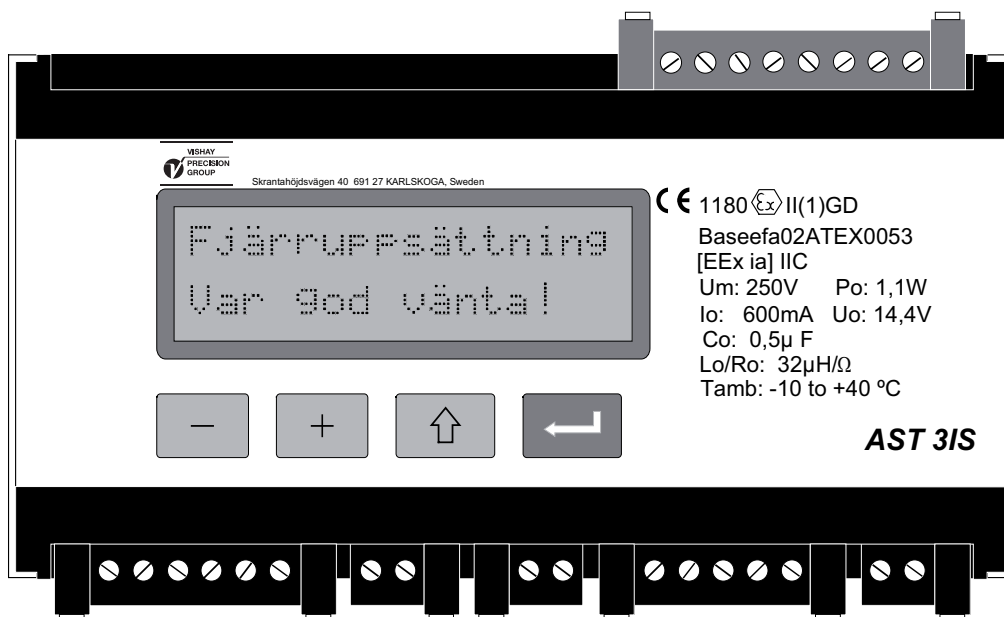 VISHAY
PRECISION
GROUP
Skrantahöjdsvägen 40 691 27 KARLSKOGA, Sweden
Fjärruppsättning
Var god vänta!
- +
CE 1180 Ex II(1)GD
Baseefa02ATEX0053
[EEx ia] IIC
Um: 250V Po: 1,1W
Io: 600mA Uo: 14,4V
Co: 0,5µ F
Lo/Ro: 32µH/Ω
Tamb: -10 to +40 ºC
AST 3IS